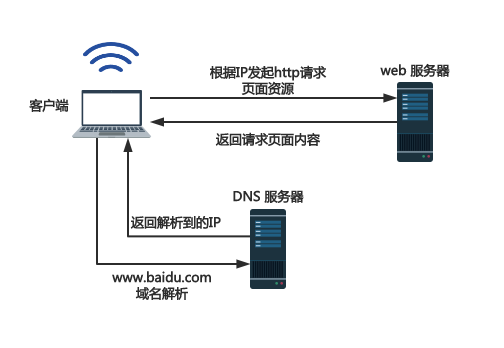 根据IP发起http请求
页面资源
web 服务器
客户端
返回请求页面内容
DNS 服务器
返回解析到的IP
www.baidu.com
域名解析